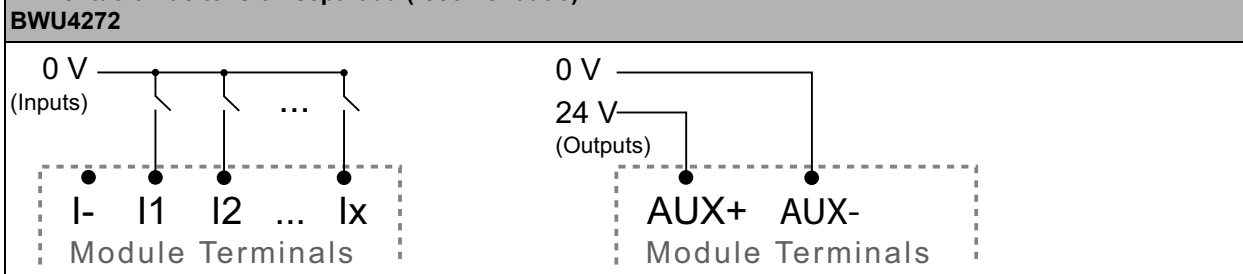 BWU4272
0 V
(Inputs)
...
I- I1 I2 ... Ix
Module Terminals
0 V
24 V
(Outputs)
AUX+ AUX-
Module Terminals